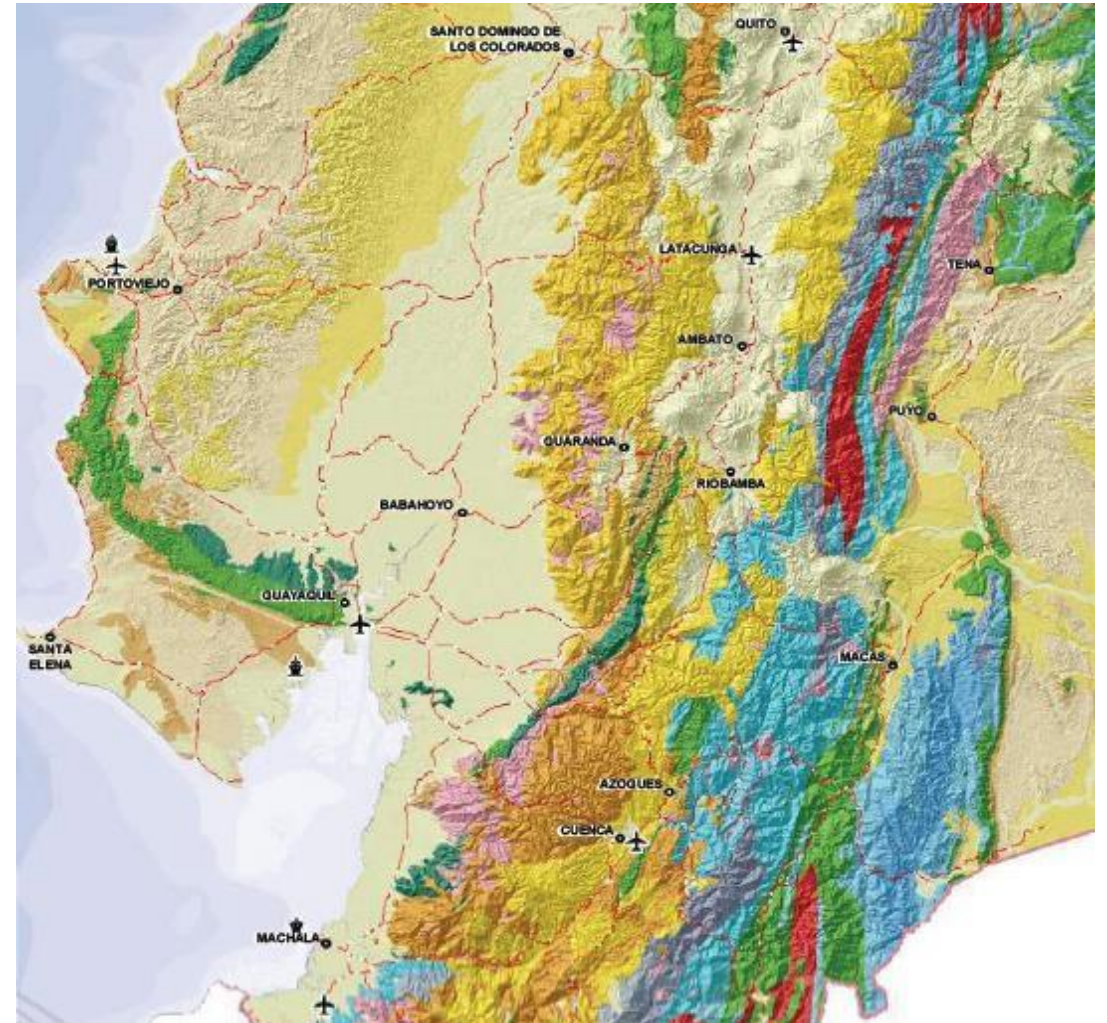 SANTO DOMINGO DE
LOS COLORADOS
QUITO
LATACUNGA
TENA
PORTOVIEJO
AMBATO
PUYO
GUARANDA
RIOBAMBA
BABAHOYO
GUAYAQUIL
SANTA
ELENA
MACAS
AZOGUES
CUENCA
MACHALA